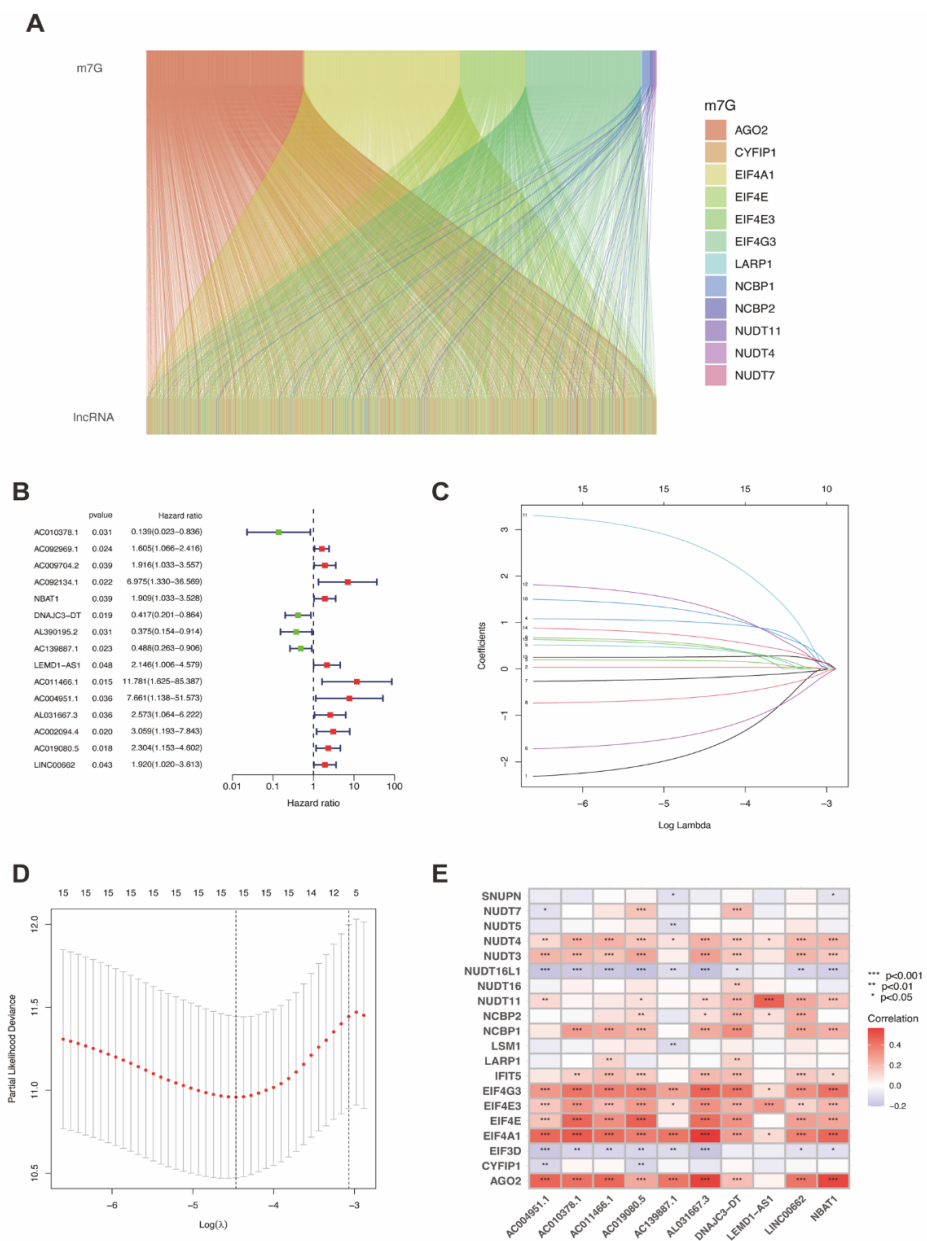 A
m7G
lncRNA
m7G
AGO2
CYFIP1
EIF4A1
EIF4E
EIF4E3
EIF4G3
LARP1
NCBP1
NCBP2
NUDT11
NUDT4
NUDT7
B
pvalue Hazard ratio
AC010378.1 0.031 0.139(0.023−0.836)
AC092969.1 0.024 1.605(1.066−2.416)
AC009704.2 0.039 1.916(1.033−3.557)
AC092134.1 0.022 6.975(1.330−36.569)
NBAT1 0.039 1.909(1.033−3.528)
DNAJC3−DT 0.019 0.417(0.201−0.864)
AL390195.2 0.031 0.375(0.154−0.914)
AC139887.1 0.023 0.488(0.263−0.906)
LEMD1−AS1 0.048 2.146(1.006−4.579)
AC011466.1 0.015 11.781(1.625−85.387)
AC004951.1 0.036 7.661(1.138−51.573)
AL031667.3 0.036 2.573(1.064−6.222)
AC002094.4 0.020 3.059(1.193−7.843)
AC019080.5 0.018 2.304(1.153−4.602)
LINC00662 0.043 1.920(1.020−3.613)
0.01 0.1 1 10 100
Hazard ratio
C
15 15 15 10
3
2
1
0
−1
−2
Coefficients
11
12
4
14
7
1
−6 −5 −4 −3
Log Lambda
D
15 15 15 15 15 15 15 15 15 15 15 14 12 5
12.0
11.5
11.0
10.5
Partial Likelihood Deviance
−6 −5 −4 −3
Log(λ)
E
SNUPN * *
NUDT7 * *** ***
NUDT5 **
NUDT4 ** *** *** *** * *** *** * *** ***
NUDT3 *** *** *** *** *** *** *** ***
NUDT16L1 *** *** *** *** ** *** * ** ***
NUDT16 **
NUDT11 ** * ** *** *** *** ***
NCBP2 ** * *** * ***
NCBP1 *** *** *** *** *** *** ***
LSM1 **
LARP1 ** **
IFIT5 ** *** *** *** *** *** *
EIF4G3 *** *** *** *** *** *** *** * *** ***
EIF4E3 *** *** *** *** * *** *** *** ** ***
EIF4E *** *** *** *** *** *** *** ***
EIF4A1 *** *** *** *** *** *** *** * *** ***
EIF3D *** ** ** ** ** *** * *
CYFIP1 ** **
AGO2 *** *** *** *** *** *** *** *** ***
AC004951.1
AC010378.1
AC011466.1
AC019080.5
AC139887.1
AL031667.3
DNAJC3−DT
LEMD1−AS1
LINC00662
NBAT1
*** p<0.001
** p<0.01
* p<0.05
Correlation
0.4
0.2
0.0
−0.2